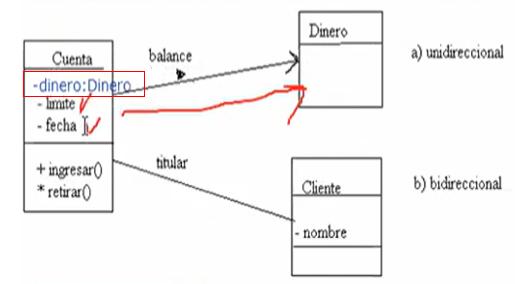 Dinero
Cuenta
balance
a) unidireccional
-dinero:Dinero
- limite
- fecha
+ ingresar()
* retirar()
titular
Cliente
b) bidireccional
- nombre